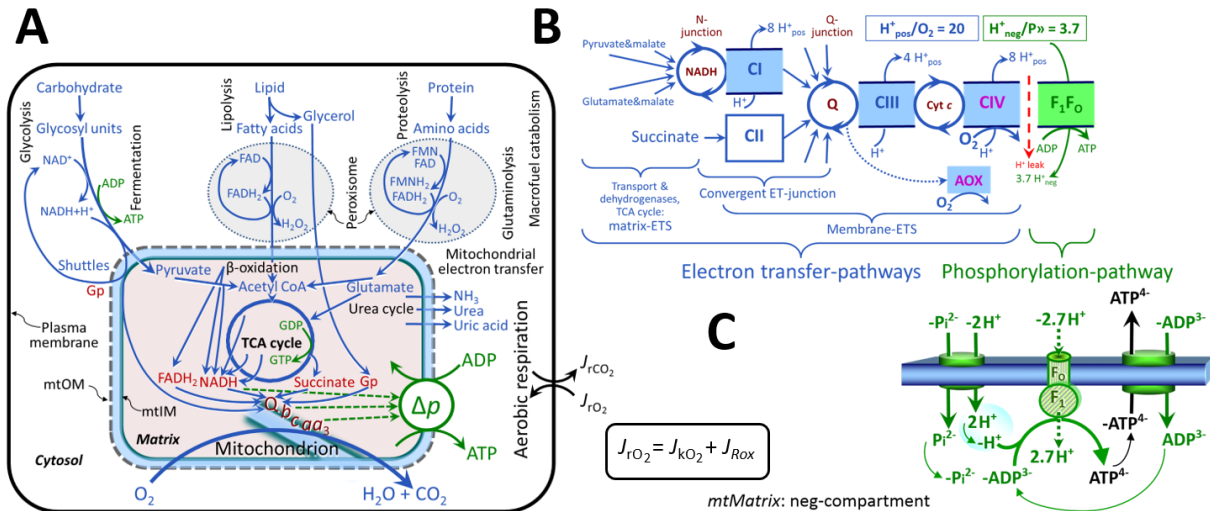 A
Carbohydrate
Glycolysis
Glycosyl units
NAD⁺
NADH+H⁺
ADP
ATP
Fermentation
Lipid
Lipolysis
Glycerol
Fatty acids
FAD
FADH₂
O₂
H₂O₂
Peroxisome
Protein
Proteolysis
Amino acids
FMN
FAD
FMNH₂
FADH₂
O₂
H₂O₂
Glutaminolysis
Macrofuel catabolism
Shuttles
Gp
Pyruvate
β-oxidation
Acetyl CoA
Glutamate
Mitochondrial
electron transfer
NH₃
Urea cycle
Urea
Uric acid
Plasma
membrane
TCA cycle
GDP
GTP
FADH₂
NADH
Succinate
Gp
Q b c aa₃
Δp
ADP
ATP
mtOM
mtIM
Matrix
Mitochondrion
Cytosol
O₂
H₂O + CO₂
Aerobic respiration
JrCO₂
JrO₂
JrO₂ = JkO₂ + JRox
B
N-
junction
8 H⁺pos
Q-
junction
H⁺pos/O₂ = 20
H⁺neg/P» = 3.7
Pyruvate&malate
Glutamate&malate
NADH
CI
H⁺
Succinate
CII
Q
4 H⁺pos
CIII
H⁺
Cyt c
8 H⁺pos
CIV
O₂
H⁺
H⁺ leak
3.7 H⁺neg
F₁FO
ADP
ATP
AOX
O₂
Transport &
dehydrogenases,
TCA cycle:
matrix-ETS
Convergent ET-junction
Membrane-ETS
Electron transfer-pathways
Phosphorylation-pathway
C
-Pi²⁻
-2H⁺
-2.7H⁺
ATP⁴⁻
-ADP³⁻
FO
F₁
Pi²⁻
2H⁺
-H⁺
2.7H⁺
-ATP⁴⁻
ADP³⁻
-Pi²⁻
-ADP³⁻
ATP⁴⁻
mtMatrix: neg-compartment